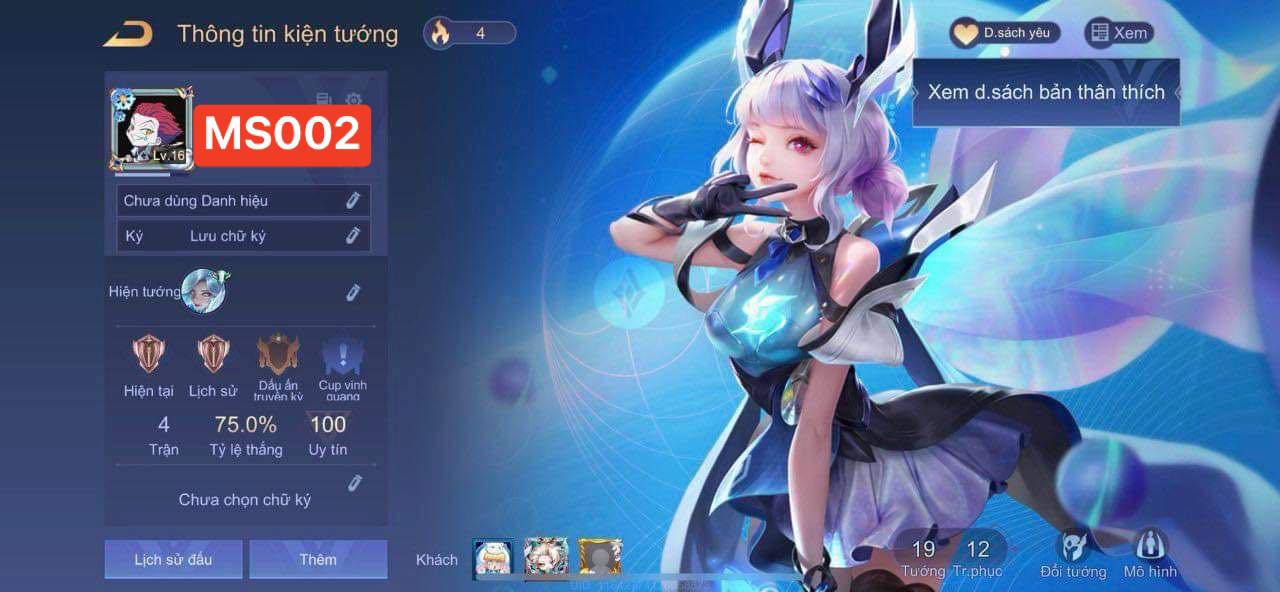 Thông tin kiện tướng
4
D.sách yêu
Xem
Xem d.sách bản thân thích
MS002
Lv.16
Chưa dùng Danh hiệu
Ký Lưu chữ ký
Hiện tướng
Hiện tại Lịch sử Dấu ấn truyền kỳ Cup vinh quang
4 75.0% 100
Trận Tỷ lệ thắng Uy tín
Chưa chọn chữ ký
Lịch sử đấu Thêm Khách
19 12
Tướng Tr.phục Đổi tướng Mô hình